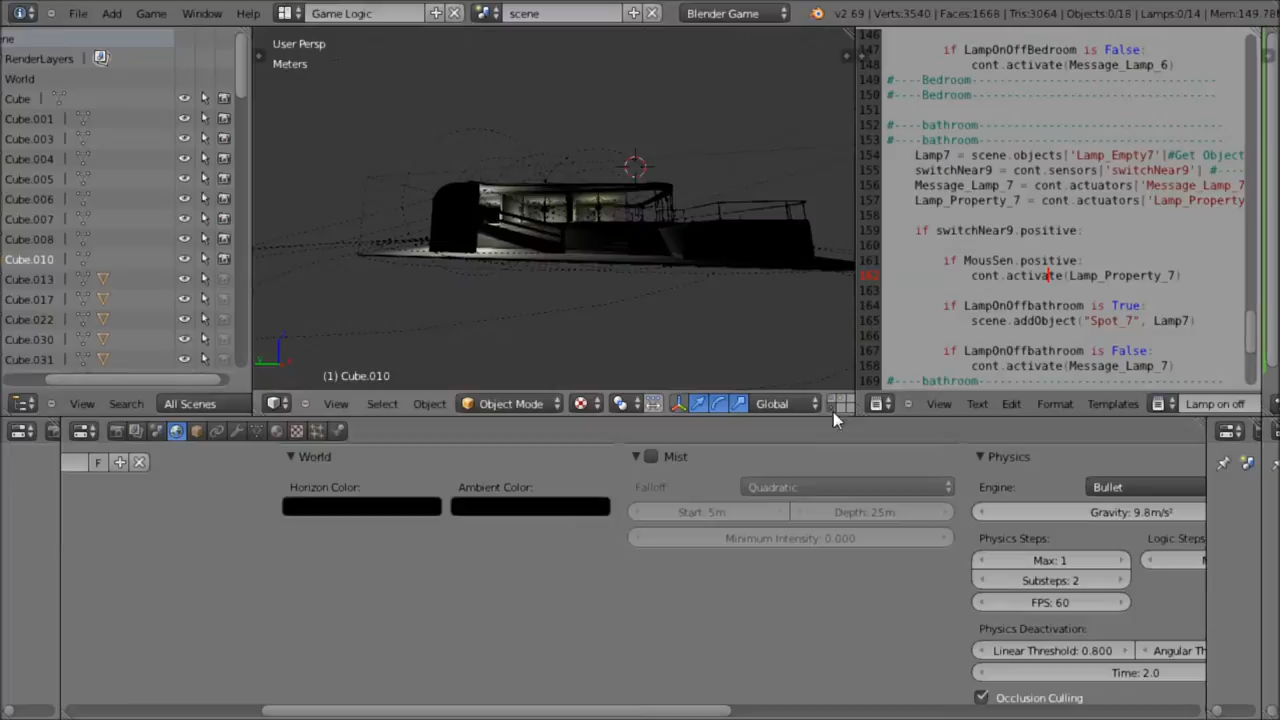 File Add Game Window Help Game Logic scene Blender Game v2.69 | Verts:3540 | Faces:1668 | Tris:3064 | Objects:0/18 | Lamps:0/14 | Mem:149.78
ne
RenderLayers |
World
Cube |
Cube.001
Cube.003
Cube.004
Cube.005
Cube.006
Cube.007
Cube.008
Cube.010
Cube.013
Cube.017
Cube.022
Cube.030
Cube.031
View Search All Scenes
User Persp
Meters
(1) Cube.010
View Select Object Object Mode Global
146
147 if LampOnOffBedroom is False:
148 cont.activate(Message_Lamp_6)
149 #----Bedroom----------------------------------
150 #----Bedroom----------------------------------
151
152 #----bathroom----------------------------------
153 #----bathroom----------------------------------
154 Lamp7 = scene.objects['Lamp_Empty7']#Get Object
155 switchNear9 = cont.sensors['switchNear9'] #----
156 Message_Lamp_7 = cont.actuators['Message_Lamp_7
157 Lamp_Property_7 = cont.actuators['Lamp_Property
158
159 if switchNear9.positive:
160
161 if MousSen.positive:
162 cont.activate(Lamp_Property_7)
163
164 if LampOnOffbathroom is True:
165 scene.addObject("Spot_7", Lamp7)
166
167 if LampOnOffbathroom is False:
168 cont.activate(Message_Lamp_7)
169 #----bathroom----------------------------------
View Text Edit Format Templates Lamp on off
F
World
Horizon Color: Ambient Color:
Mist
Falloff: Quadratic
Start: 5m Depth: 25m
Minimum Intensity: 0.000
Physics
Engine: Bullet
Gravity: 9.8m/s²
Physics Steps: Logic Steps
Max: 1
Substeps: 2
FPS: 60
Physics Deactivation:
Linear Threshold: 0.800 Angular Th
Time: 2.0
Occlusion Culling